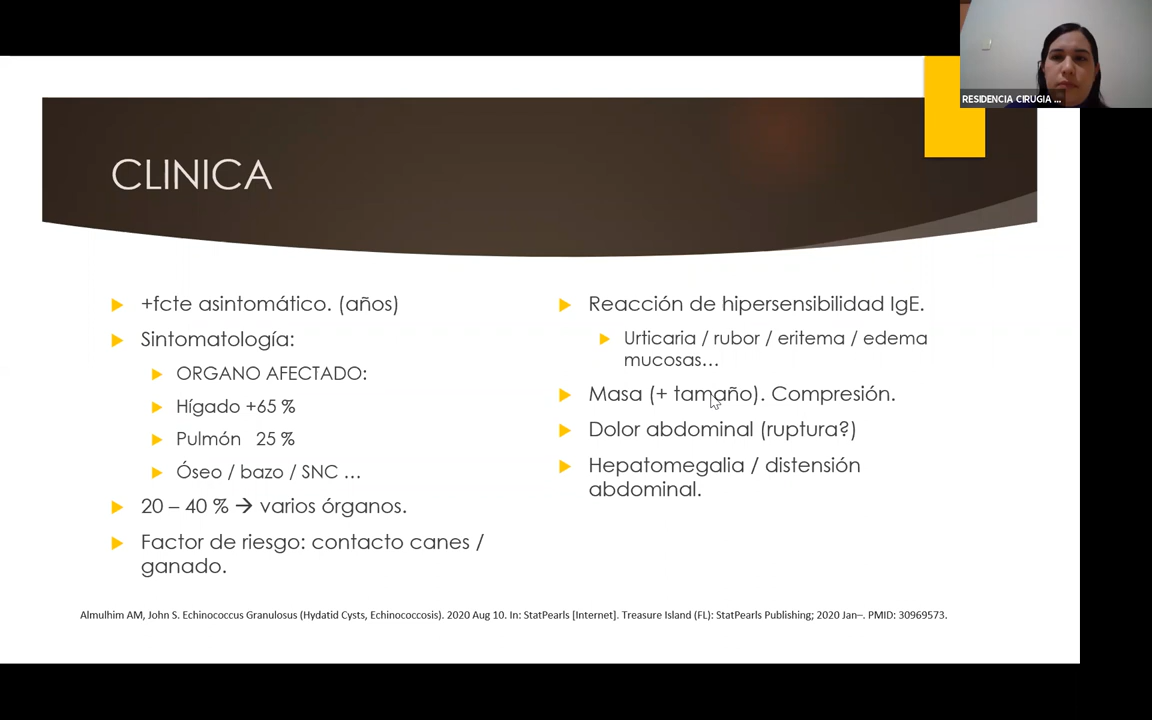 RESIDENCIA CIRUGIA ...
CLINICA
+fcte asintomático. (años)
Sintomatología:
ORGANO AFECTADO:
Hígado +65 %
Pulmón 25 %
Óseo / bazo / SNC ...
20 – 40 % → varios órganos.
Factor de riesgo: contacto canes /
ganado.
Reacción de hipersensibilidad IgE.
Urticaria / rubor / eritema / edema
mucosas...
Masa (+ tamaño). Compresión.
Dolor abdominal (ruptura?)
Hepatomegalia / distensión
abdominal.
Almulhim AM, John S. Echinococcus Granulosus (Hydatid Cysts, Echinococcosis). 2020 Aug 10. In: StatPearls [Internet]. Treasure Island (FL): StatPearls Publishing; 2020 Jan–. PMID: 30969573.